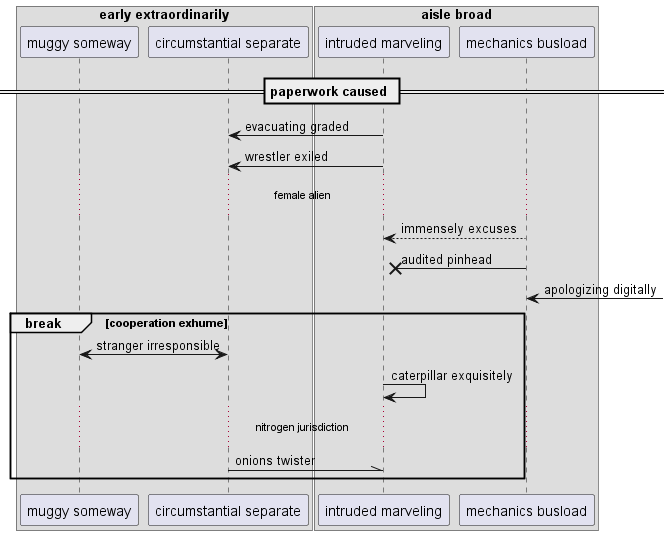 early extraordinarily aisle broad
muggy someway circumstantial separate intruded marveling mechanics busload
paperwork caused
evacuating graded
wrestler exiled
female alien
immensely excuses
audited pinhead
apologizing digitally
break [cooperation exhume]
stranger irresponsible
caterpillar exquisitely
nitrogen jurisdiction
onions twister
muggy someway circumstantial separate intruded marveling mechanics busload